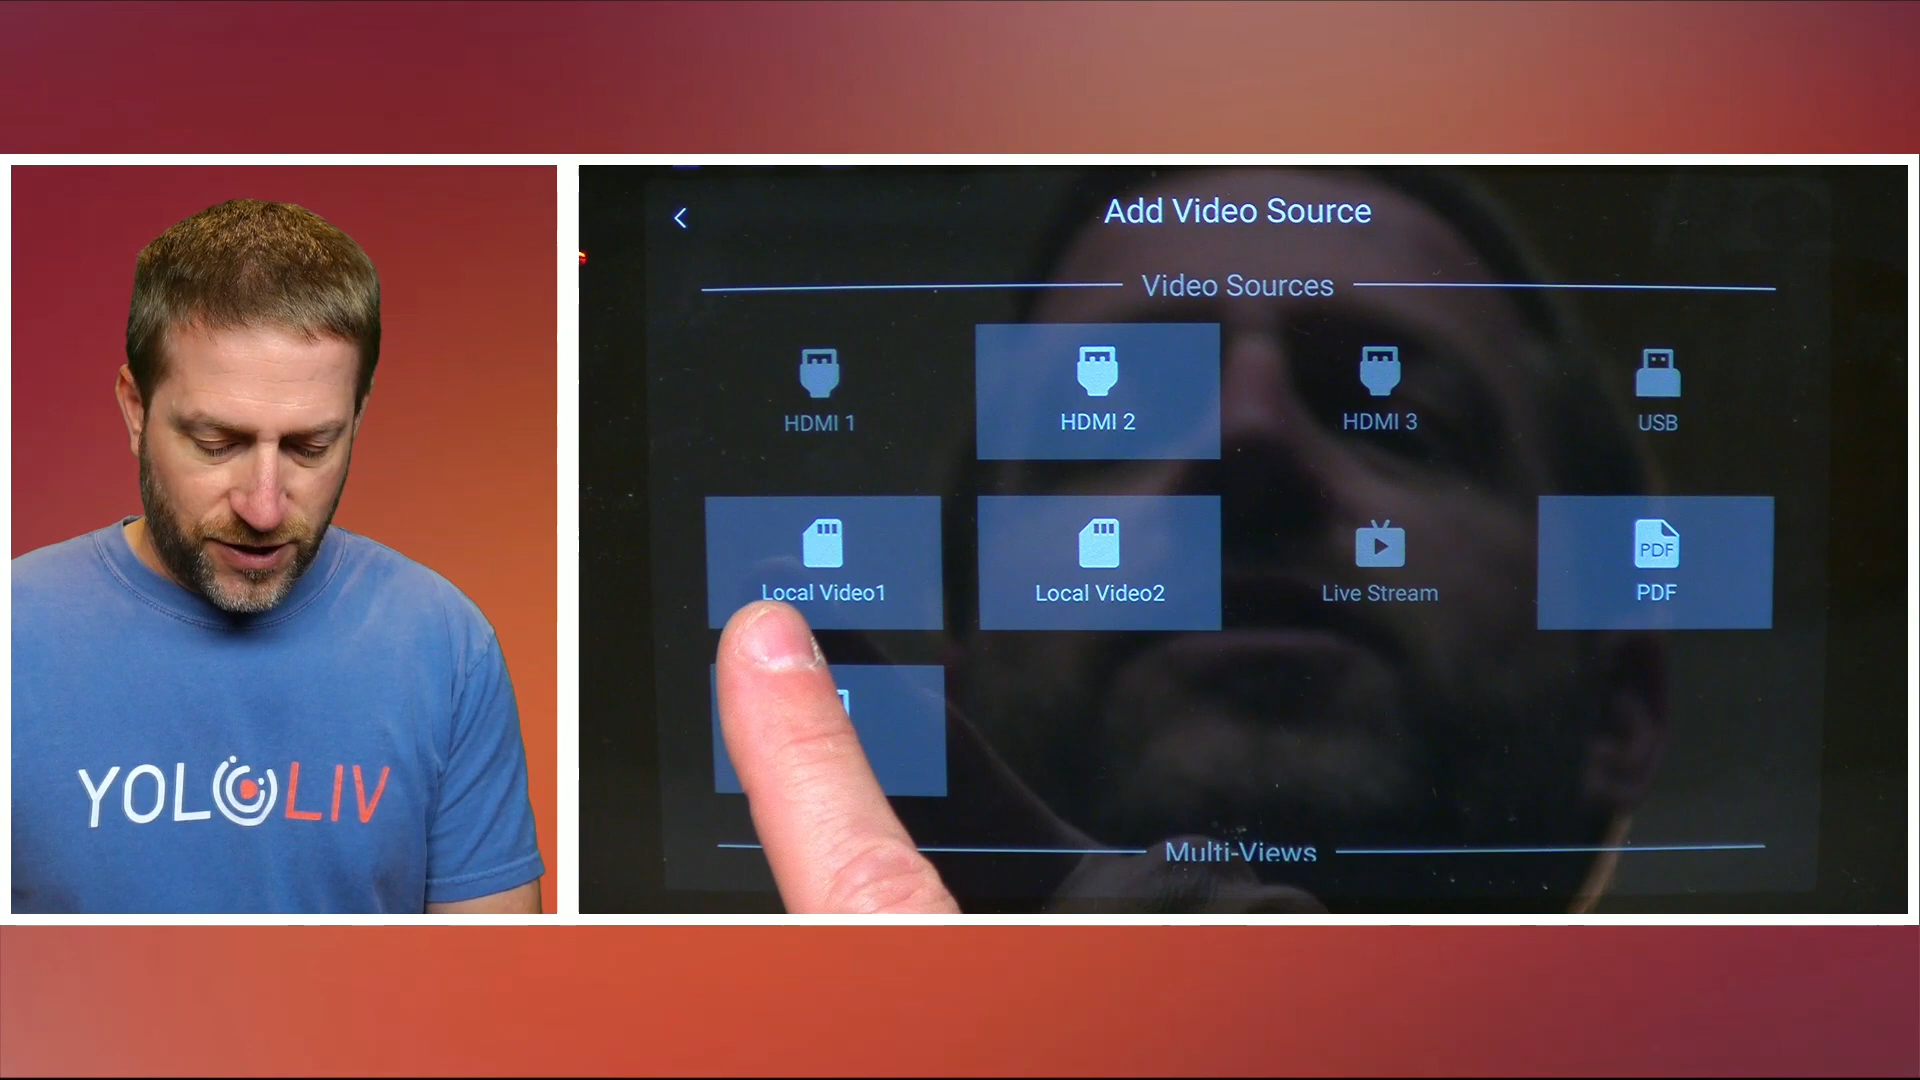 Add Video Source
Video Sources
HDMI 1
HDMI 2
HDMI 3
USB
Local Video1
Local Video2
Live Stream
PDF
PDF
Multi-Views
YOLOLIV